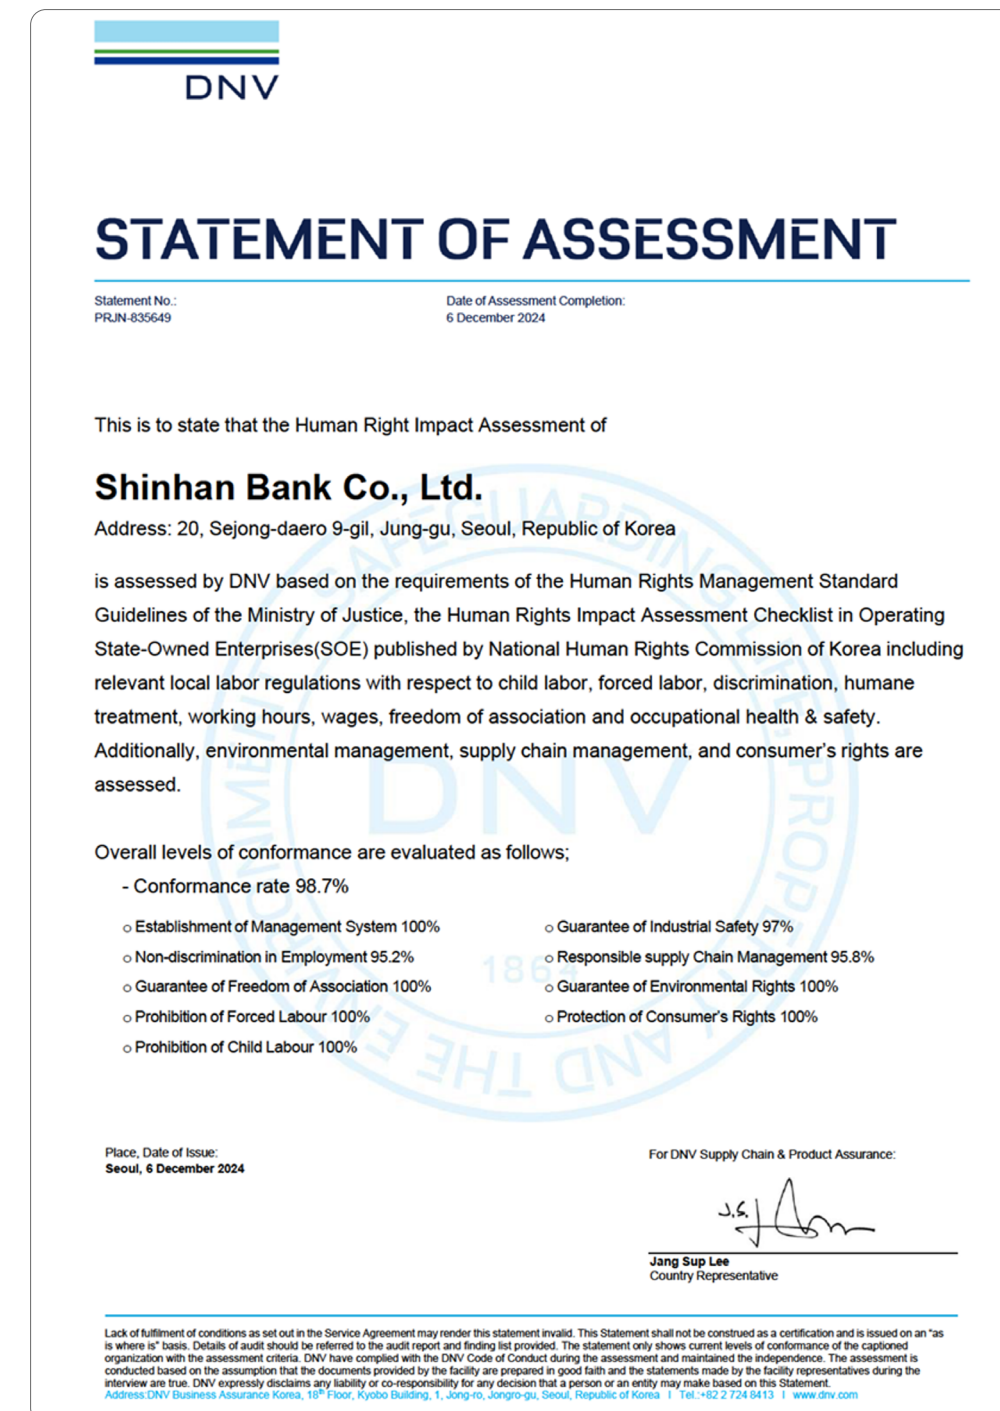 DNV
STATEMENT OF ASSESSMENT
Statement No.:
PRJN-835649
Date of Assessment Completion:
6 December 2024
This is to state that the Human Right Impact Assessment of
Shinhan Bank Co., Ltd.
Address: 20, Sejong-daero 9-gil, Jung-gu, Seoul, Republic of Korea
is assessed by DNV based on the requirements of the Human Rights Management Standard
Guidelines of the Ministry of Justice, the Human Rights Impact Assessment Checklist in Operating
State-Owned Enterprises(SOE) published by National Human Rights Commission of Korea including
relevant local labor regulations with respect to child labor, forced labor, discrimination, humane
treatment, working hours, wages, freedom of association and occupational health & safety.
Additionally, environmental management, supply chain management, and consumer's rights are
assessed.
Overall levels of conformance are evaluated as follows;
- Conformance rate 98.7%
o Establishment of Management System 100%
o Non-discrimination in Employment 95.2%
o Guarantee of Freedom of Association 100%
o Prohibition of Forced Labour 100%
o Prohibition of Child Labour 100%
o Guarantee of Industrial Safety 97%
o Responsible supply Chain Management 95.8%
o Guarantee of Environmental Rights 100%
o Protection of Consumer's Rights 100%
SAFEGUARDING LIFE, PROPERTY AND THE ENVIRONMENT
DNV
1864
Place, Date of Issue:
Seoul, 6 December 2024
For DNV Supply Chain & Product Assurance:
J.S.
Jang Sup Lee
Country Representative
Lack of fulfilment of conditions as set out in the Service Agreement may render this statement invalid. This Statement shall not be construed as a certification and is issued on an "as
is where is" basis. Details of audit should be referred to the audit report and finding list provided. The statement only shows current levels of conformance of the captioned
organization with the assessment criteria. DNV have complied with the DNV Code of Conduct during the assessment and maintained the independence. The assessment is
conducted based on the assumption that the documents provided by the facility are prepared in good faith and the statements made by the facility representatives during the
interview are true. DNV expressly disclaims any liability or co-responsibility for any decision that a person or an entity may make based on this Statement.
Address:DNV Business Assurance Korea, 18th Floor, Kyobo Building, 1, Jong-ro, Jongro-gu, Seoul, Republic of Korea I Tel.:+82 2 724 8413 I www.dnv.com